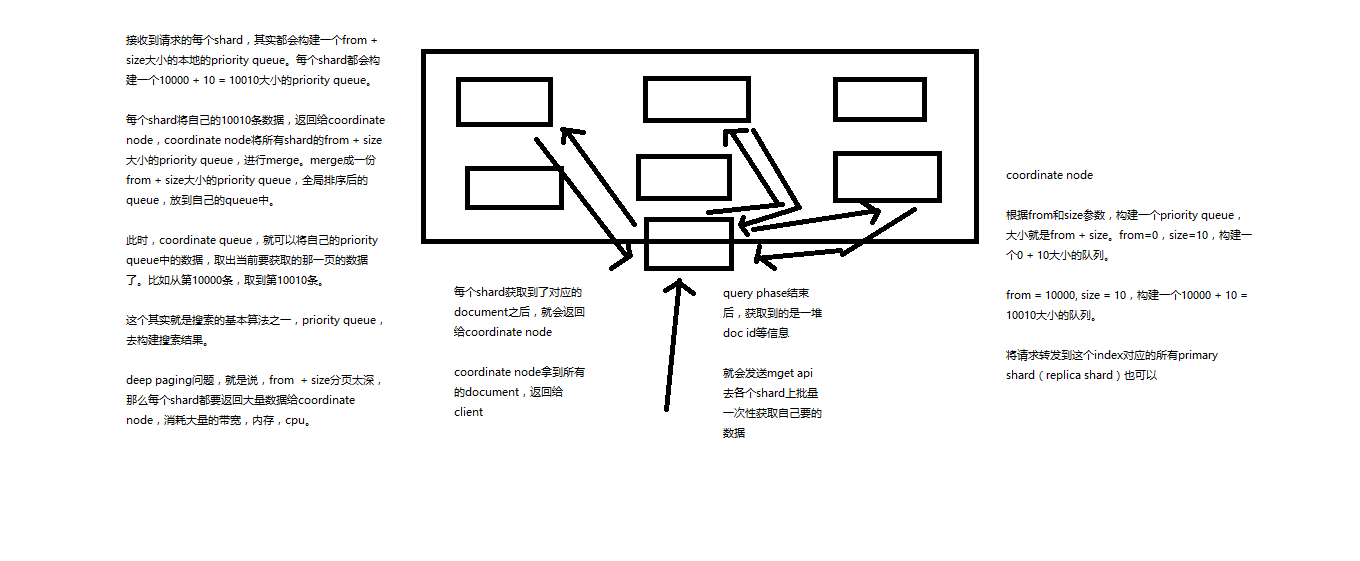 接收到请求的每个shard，其实都会构建一个from +
size大小的本地的priority queue。每个shard都会构
建一个10000 + 10 = 10010大小的priority queue。
每个shard将自己的10010条数据，返回给coordinate
node，coordinate node将所有shard的from + size
大小的priority queue，进行merge。merge成一份
from + size大小的priority queue，全局排序后的
queue，放到自己的queue中。
此时，coordinate queue，就可以将自己的priority
queue中的数据，取出当前要获取的那一页的数据
了。比如从第10000条，取到第10010条。
这个其实就是搜索的基本算法之一，priority queue，
去构建搜索结果。
deep paging问题，就是说，from  + size分页太深，
那么每个shard都要返回大量数据给coordinate
node，消耗大量的带宽，内存，cpu。
每个shard获取到了对应的
document之后，就会返回
给coordinate node
coordinate node拿到所有
的document，返回给
client
query phase结束
后，获取到的是一堆
doc id等信息
就会发送mget api
去各个shard上批量
一次性获取自己要的
数据
coordinate node
根据from和size参数，构建一个priority queue，
大小就是from + size。from=0，size=10，构建一
个0 + 10大小的队列。
from = 10000, size = 10，构建一个10000 + 10 =
10010大小的队列。
将请求转发到这个index对应的所有primary
shard（replica shard）也可以